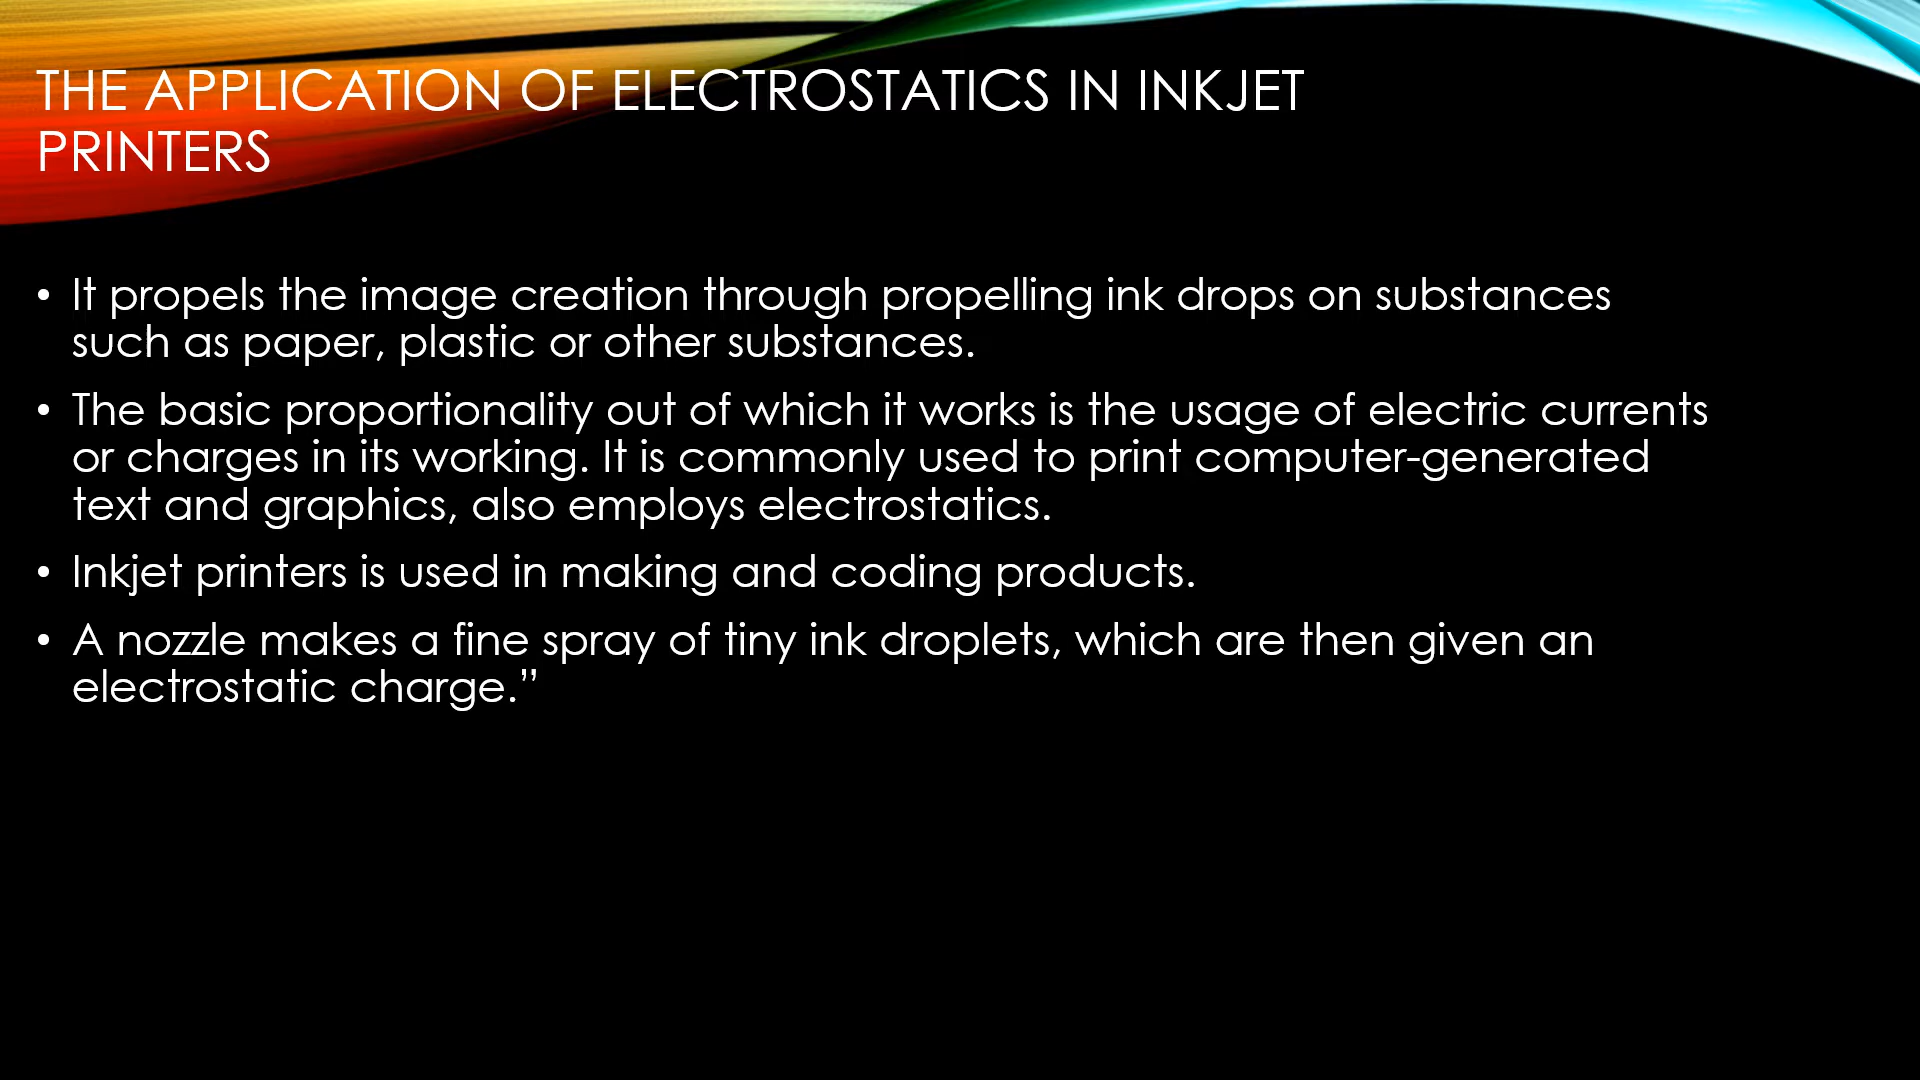 THE APPLICATION OF ELECTROSTATICS IN INKJET
PRINTERS
• It propels the image creation through propelling ink drops on substances
such as paper, plastic or other substances.
• The basic proportionality out of which it works is the usage of electric currents
or charges in its working. It is commonly used to print computer-generated
text and graphics, also employs electrostatics.
• Inkjet printers is used in making and coding products.
• A nozzle makes a fine spray of tiny ink droplets, which are then given an
electrostatic charge.”